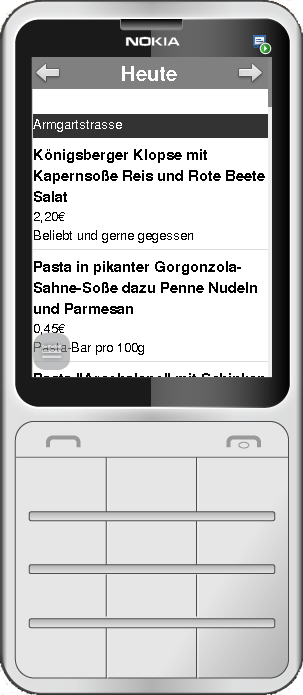 NOKIA
Heute
Armgartstrasse
Königsberger Klopse mit
Kapernsoße Reis und Rote Beete
Salat
2,20€
Beliebt und gerne gegessen
Pasta in pikanter Gorgonzola-
Sahne-Soße dazu Penne Nudeln
und Parmesan
0,45€
Pasta-Bar pro 100g